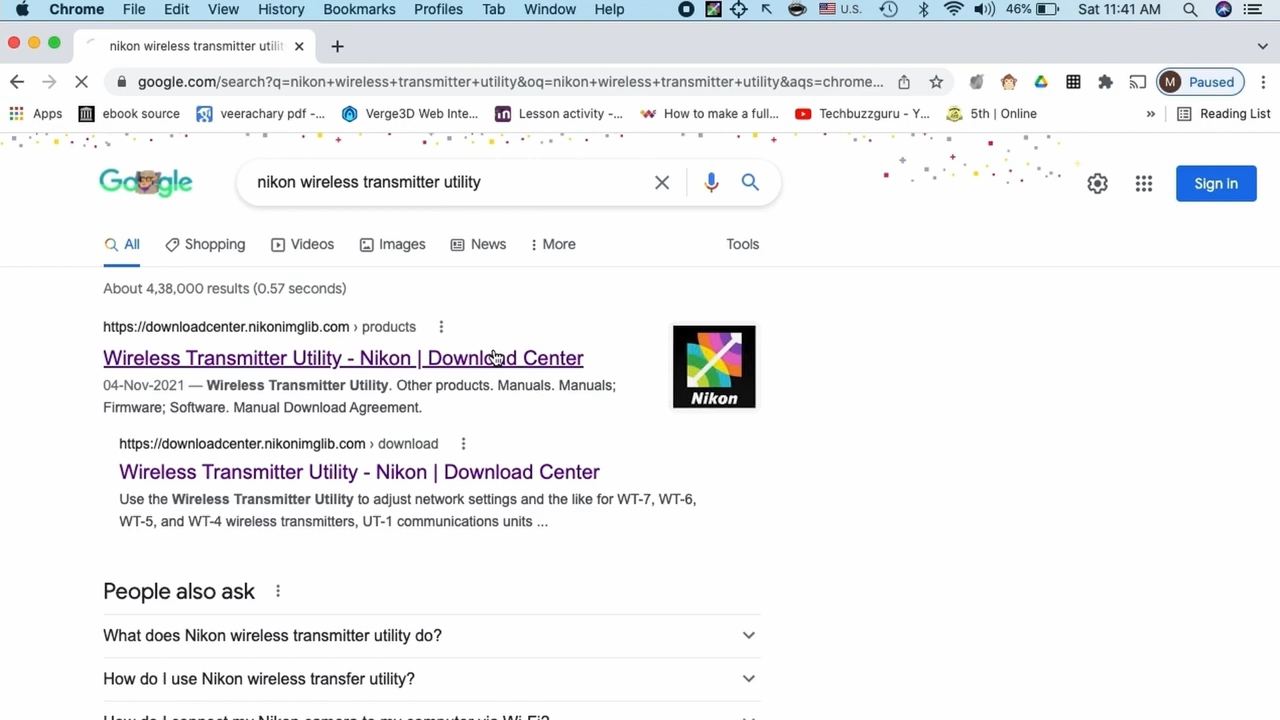 Chrome File Edit View History Bookmarks Profiles Tab Window Help U.S. 46% Sat 11:41 AM
nikon wireless transmitter utilit
google.com/search?q=nikon+wireless+transmitter+utility&oq=nikon+wireless+transmitter+utility&aqs=chrome... M Paused
Apps ebook source veerachary pdf -... Verge3D Web Inte... Lesson activity -... How to make a full... Techbuzzguru - Y... 5th | Online » Reading List
Google nikon wireless transmitter utility Sign in
All Shopping Videos Images News More Tools
About 4,38,000 results (0.57 seconds)
https://downloadcenter.nikonimglib.com › products
Wireless Transmitter Utility - Nikon | Download Center
04-Nov-2021 — Wireless Transmitter Utility. Other products. Manuals. Manuals;
Firmware; Software. Manual Download Agreement.
Nikon
https://downloadcenter.nikonimglib.com › download
Wireless Transmitter Utility - Nikon | Download Center
Use the Wireless Transmitter Utility to adjust network settings and the like for WT-7, WT-6,
WT-5, and WT-4 wireless transmitters, UT-1 communications units ...
People also ask
What does Nikon wireless transmitter utility do?
How do I use Nikon wireless transfer utility?
How do I connect my Nikon camera to my computer via Wi-Fi?